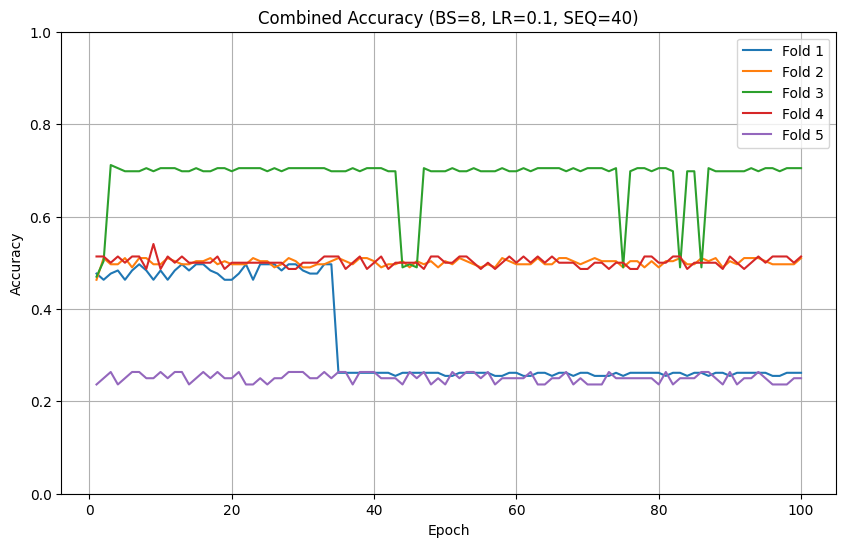 Combined Accuracy (BS=8, LR=0.1, SEQ=40)
1.0
0.8
0.6
0.4
0.2
0.0
Accuracy
Fold 1
Fold 2
Fold 3
Fold 4
Fold 5
0 20 40 60 80 100
Epoch